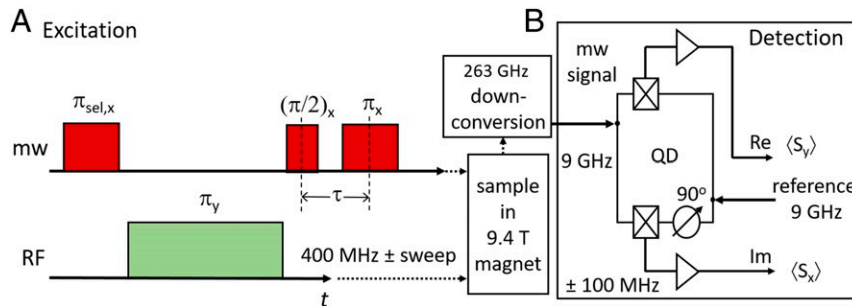 A Excitation
π_sel,x
(π/2)_x
π_x
mw
τ
π_y
RF
400 MHz ± sweep
t
263 GHz
down-
conversion
sample
in
9.4 T
magnet
B
Detection
mw
signal
9 GHz
QD
Re ⟨S_y⟩
90°
reference
9 GHz
± 100 MHz
Im ⟨S_x⟩